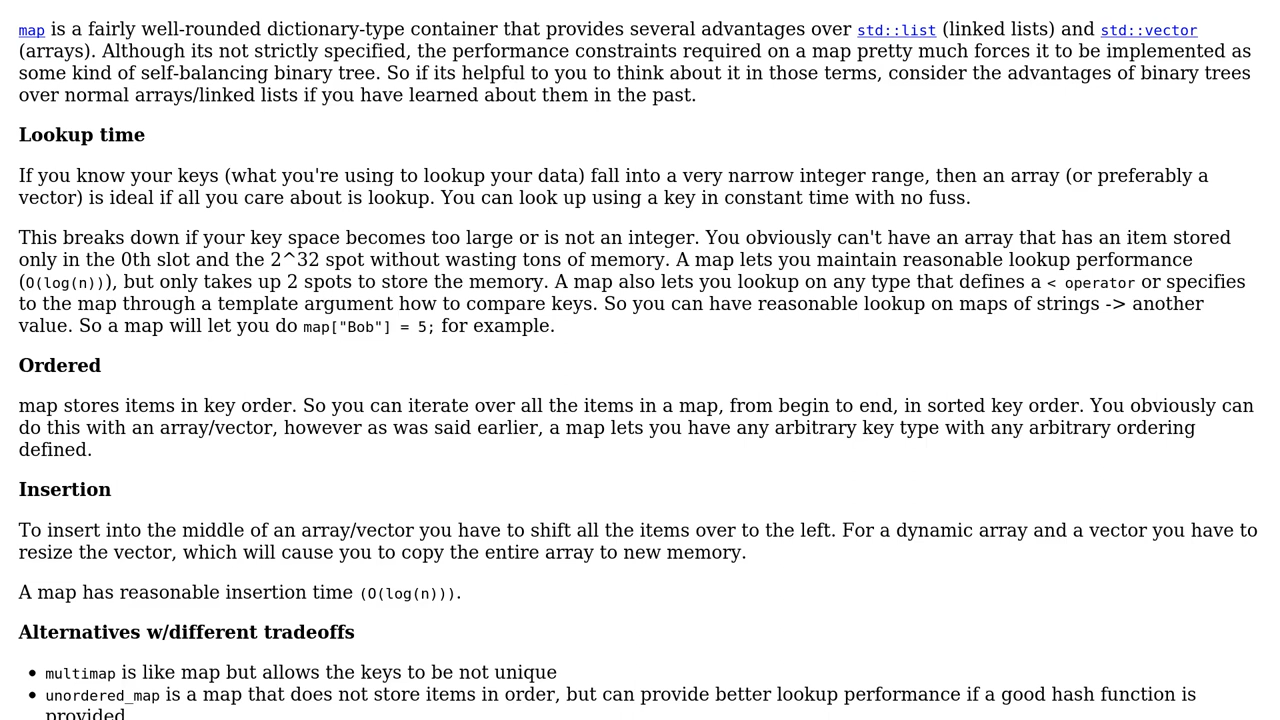 map is a fairly well-rounded dictionary-type container that provides several advantages over std::list (linked lists) and std::vector
(arrays). Although its not strictly specified, the performance constraints required on a map pretty much forces it to be implemented as
some kind of self-balancing binary tree. So if its helpful to you to think about it in those terms, consider the advantages of binary trees
over normal arrays/linked lists if you have learned about them in the past.
Lookup time
If you know your keys (what you're using to lookup your data) fall into a very narrow integer range, then an array (or preferably a
vector) is ideal if all you care about is lookup. You can look up using a key in constant time with no fuss.
This breaks down if your key space becomes too large or is not an integer. You obviously can't have an array that has an item stored
only in the 0th slot and the 2^32 spot without wasting tons of memory. A map lets you maintain reasonable lookup performance
(O(log(n))), but only takes up 2 spots to store the memory. A map also lets you lookup on any type that defines a < operator or specifies
to the map through a template argument how to compare keys. So you can have reasonable lookup on maps of strings -> another
value. So a map will let you do map["Bob"] = 5; for example.
Ordered
map stores items in key order. So you can iterate over all the items in a map, from begin to end, in sorted key order. You obviously can
do this with an array/vector, however as was said earlier, a map lets you have any arbitrary key type with any arbitrary ordering
defined.
Insertion
To insert into the middle of an array/vector you have to shift all the items over to the left. For a dynamic array and a vector you have to
resize the vector, which will cause you to copy the entire array to new memory.
A map has reasonable insertion time (O(log(n))).
Alternatives w/different tradeoffs
• multimap is like map but allows the keys to be not unique
• unordered_map is a map that does not store items in order, but can provide better lookup performance if a good hash function is
provided